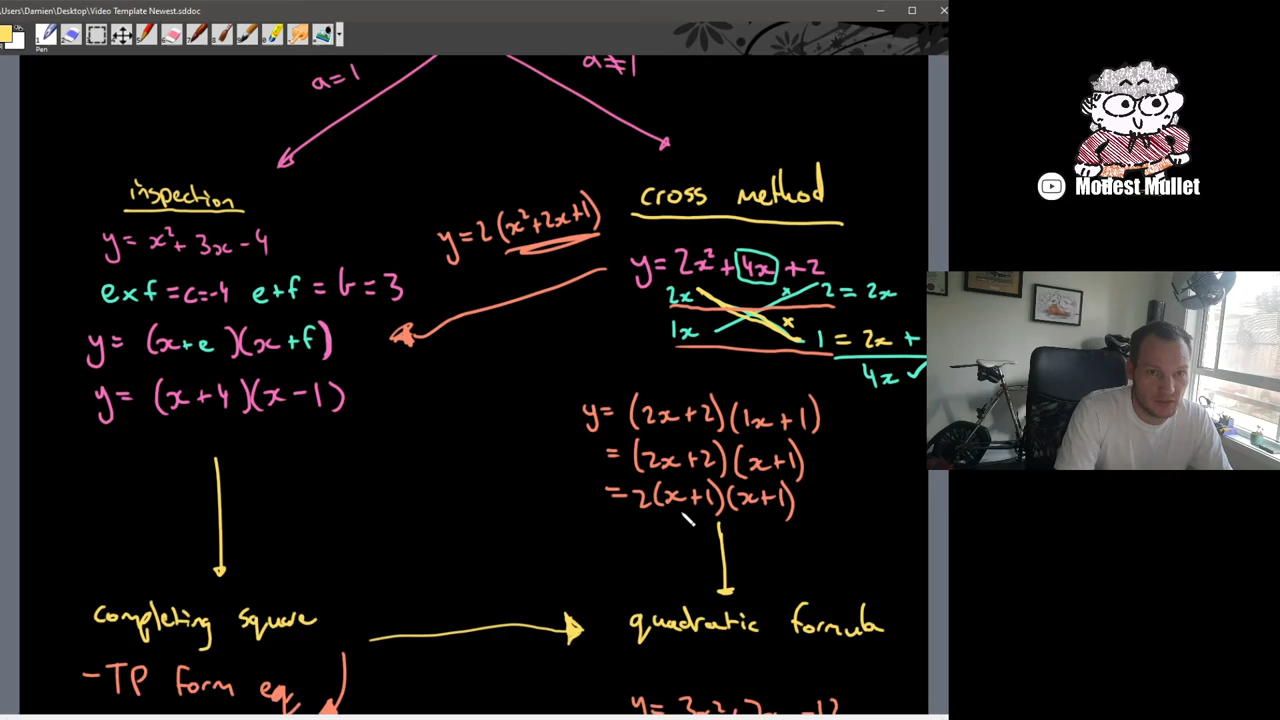 Users\Damien\Desktop\Video Template Newest.sddoc
Pen
a=1
a≠1
inspection
y= x²+ 3x - 4
e×f = c=-4 e+f = b = 3
y= (x+e)(x+f)
y= (x+4)(x-1)
y=2(x²+2x+1)
cross method
y= 2x²+4x+2
2x x 2 = 2x
1x x 1 = 2x +
4x ✓
y= (2x+2)(1x+1)
= (2x+2)(x+1)
= 2(x+1)(x+1)
completing square
quadratic formula
-TP form eq
Modest Mullet